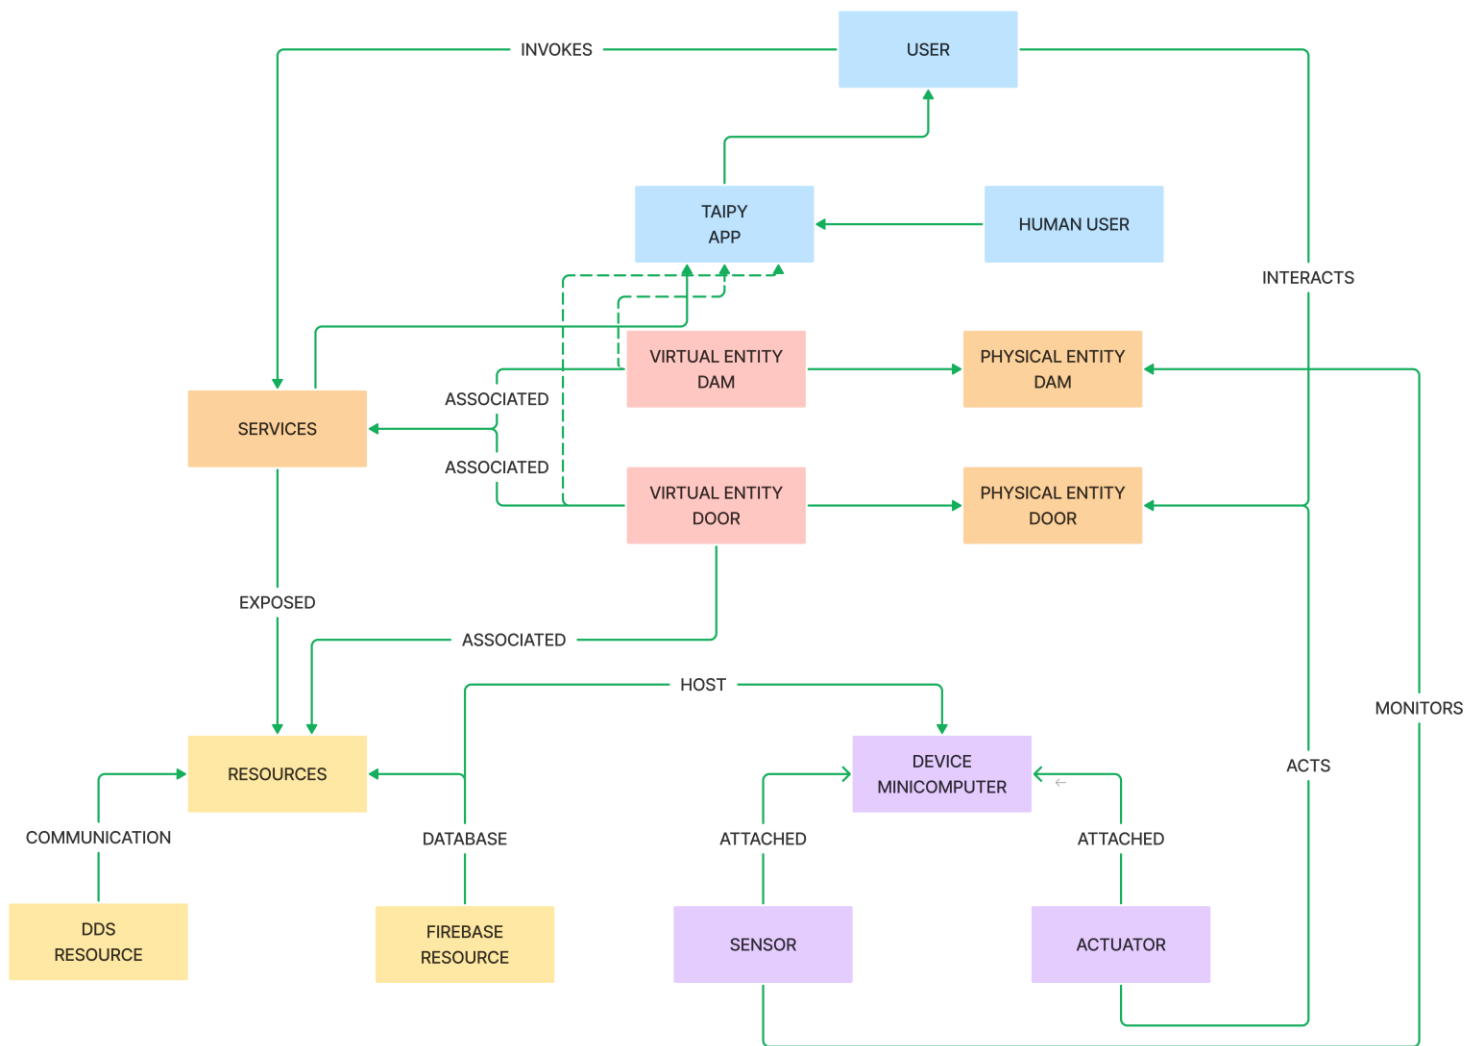 INVOKES
USER
TAIPY
APP
HUMAN USER
INTERACTS
VIRTUAL ENTITY
DAM
PHYSICAL ENTITY
DAM
ASSOCIATED
SERVICES
ASSOCIATED
VIRTUAL ENTITY
DOOR
PHYSICAL ENTITY
DOOR
EXPOSED
ASSOCIATED
HOST
MONITORS
RESOURCES
DEVICE
MINICOMPUTER
ACTS
COMMUNICATION
DATABASE
ATTACHED
ATTACHED
DDS
RESOURCE
FIREBASE
RESOURCE
SENSOR
ACTUATOR